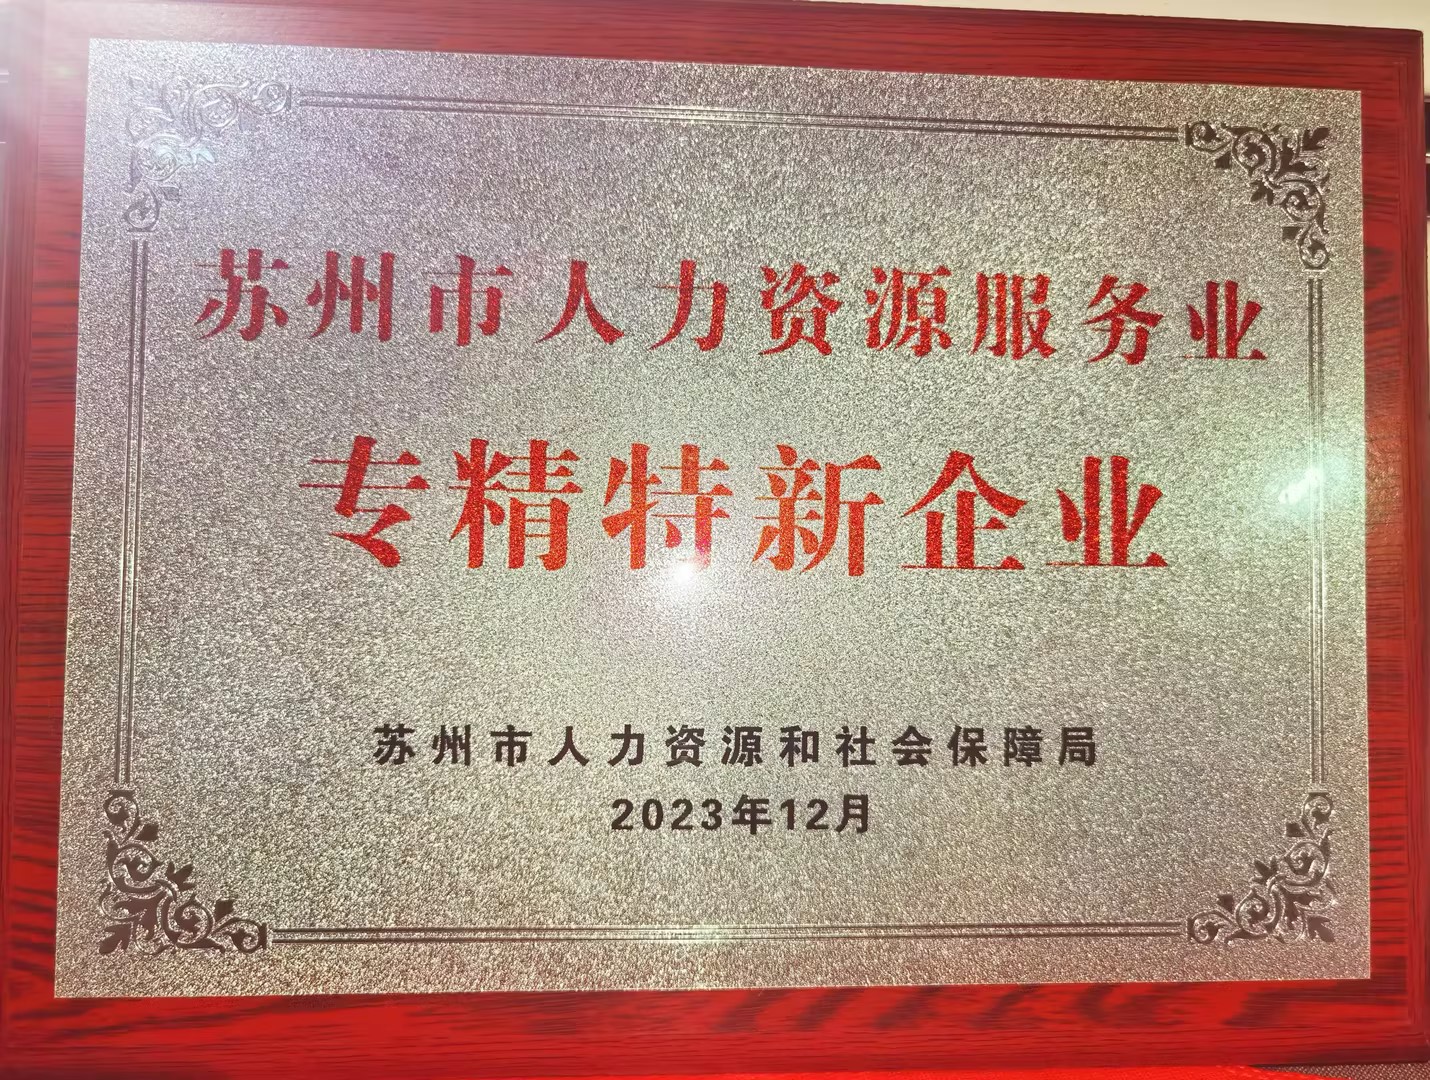 苏州市人力资源服务业
专精特新企业
苏州市人力资源和社会保障局
2023年12月